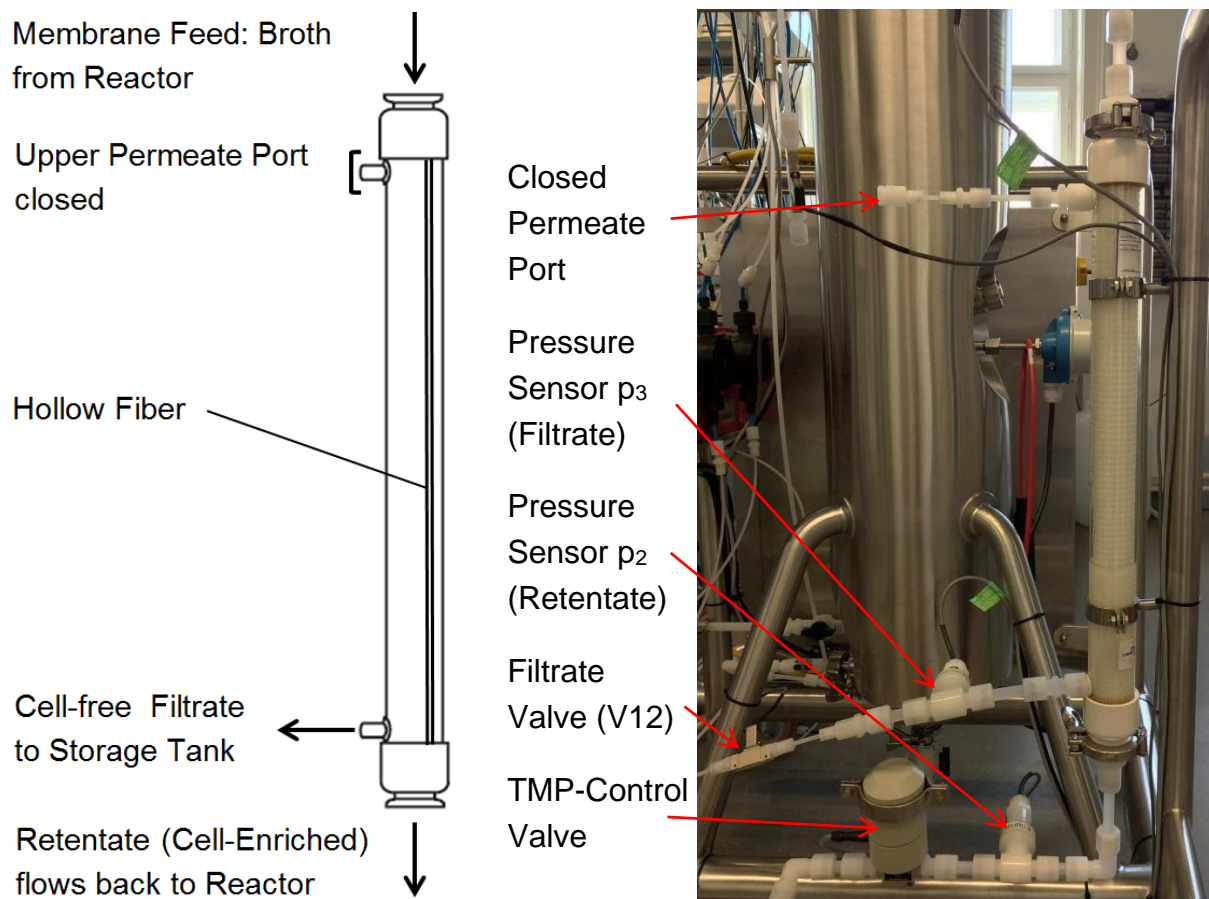 Membrane Feed: Broth
from Reactor
Upper Permeate Port
closed
Hollow Fiber
Cell-free Filtrate
to Storage Tank
Retentate (Cell-Enriched)
flows back to Reactor
Closed
Permeate
Port
Pressure
Sensor p₃
(Filtrate)
Pressure
Sensor p₂
(Retentate)
Filtrate
Valve (V12)
TMP-Control
Valve